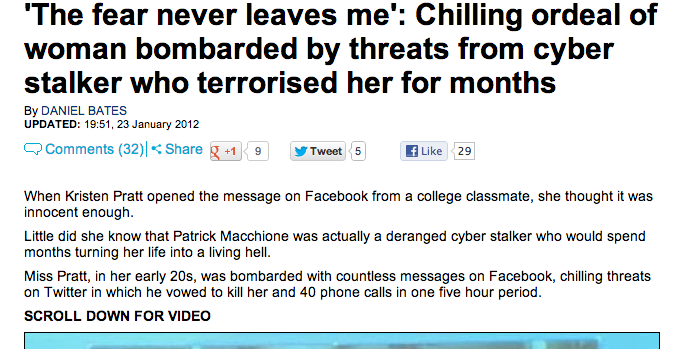 'The fear never leaves me': Chilling ordeal of
woman bombarded by threats from cyber
stalker who terrorised her for months
By DANIEL BATES
UPDATED: 19:51, 23 January 2012
Comments (32) Share +1 9 Tweet 5 Like 29
When Kristen Pratt opened the message on Facebook from a college classmate, she thought it was
innocent enough.
Little did she know that Patrick Macchione was actually a deranged cyber stalker who would spend
months turning her life into a living hell.
Miss Pratt, in her early 20s, was bombarded with countless messages on Facebook, chilling threats
on Twitter in which he vowed to kill her and 40 phone calls in one five hour period.
SCROLL DOWN FOR VIDEO